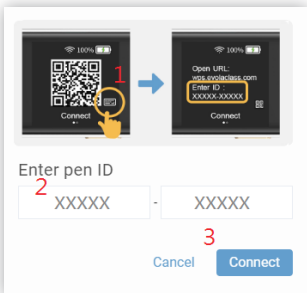 100%
1
Connect
100%
Open URL:
wps.evolaclass.com
Enter ID :
XXXXX-XXXXX
Connect
Enter pen ID
2
XXXXX - XXXXX
3
Cancel Connect